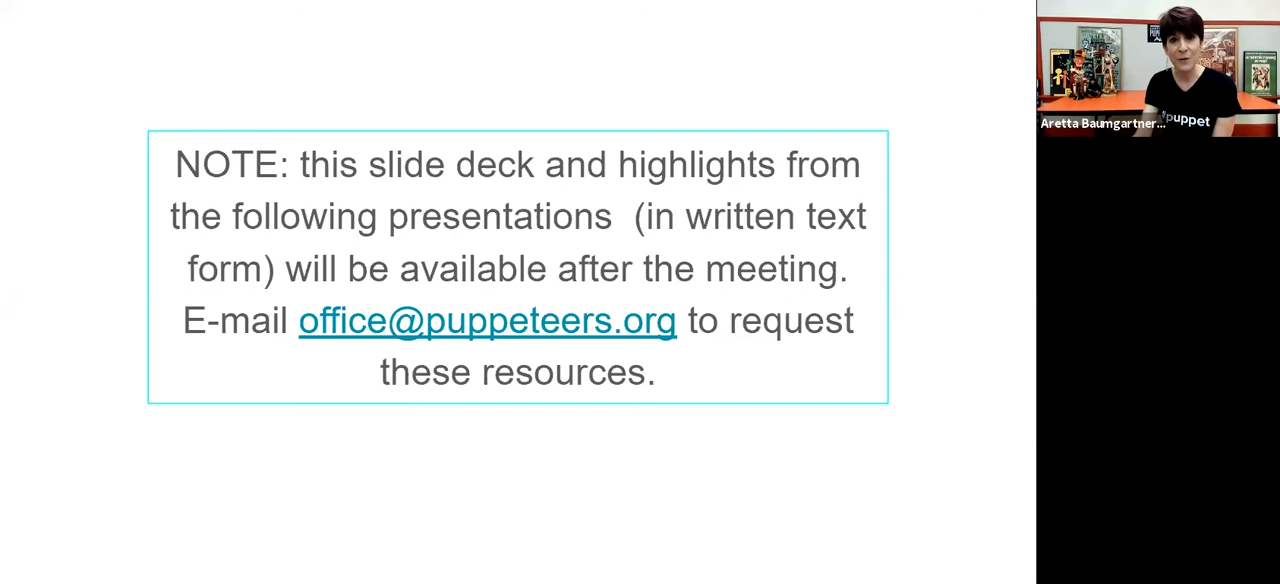 NOTE: this slide deck and highlights from
the following presentations (in written text
form) will be available after the meeting.
E-mail office@puppeteers.org to request
these resources.
Aretta Baumgartner...
#puppet